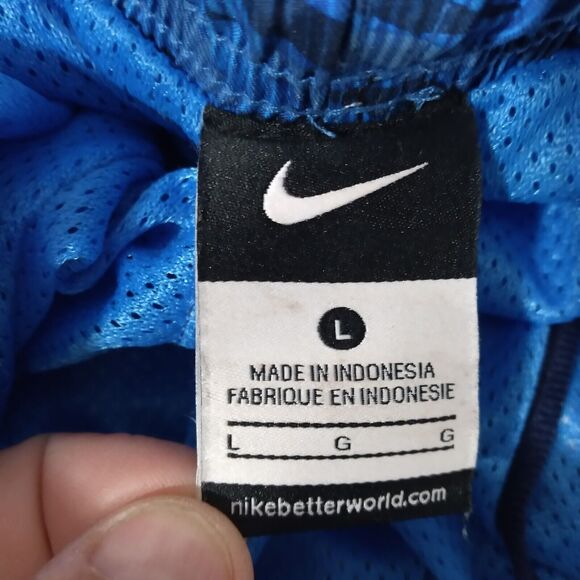 L
MADE IN INDONESIA
FABRIQUE EN INDONESIE
L G G
nikebetterworld.com